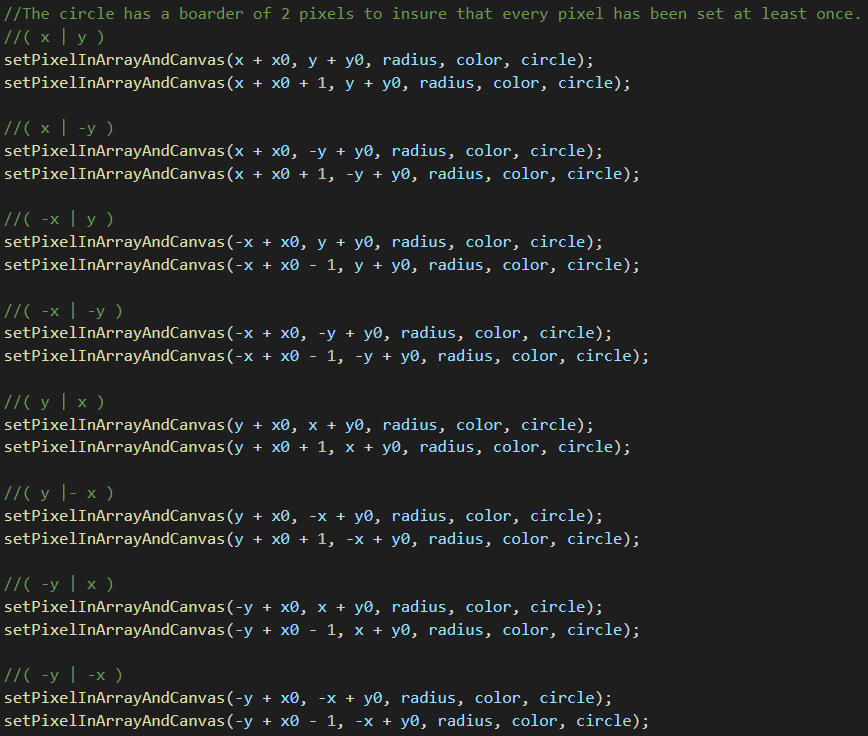 //The circle has a boarder of 2 pixels to insure that every pixel has been set at least once.
//( x | y )
setPixelInArrayAndCanvas(x + x0, y + y0, radius, color, circle);
setPixelInArrayAndCanvas(x + x0 + 1, y + y0, radius, color, circle);
//( x | -y )
setPixelInArrayAndCanvas(x + x0, -y + y0, radius, color, circle);
setPixelInArrayAndCanvas(x + x0 + 1, -y + y0, radius, color, circle);
//( -x | y )
setPixelInArrayAndCanvas(-x + x0, y + y0, radius, color, circle);
setPixelInArrayAndCanvas(-x + x0 - 1, y + y0, radius, color, circle);
//( -x | -y )
setPixelInArrayAndCanvas(-x + x0, -y + y0, radius, color, circle);
setPixelInArrayAndCanvas(-x + x0 - 1, -y + y0, radius, color, circle);
//( y | x )
setPixelInArrayAndCanvas(y + x0, x + y0, radius, color, circle);
setPixelInArrayAndCanvas(y + x0 + 1, x + y0, radius, color, circle);
//( y |- x )
setPixelInArrayAndCanvas(y + x0, -x + y0, radius, color, circle);
setPixelInArrayAndCanvas(y + x0 + 1, -x + y0, radius, color, circle);
//( -y | x )
setPixelInArrayAndCanvas(-y + x0, x + y0, radius, color, circle);
setPixelInArrayAndCanvas(-y + x0 - 1, x + y0, radius, color, circle);
//( -y | -x )
setPixelInArrayAndCanvas(-y + x0, -x + y0, radius, color, circle);
setPixelInArrayAndCanvas(-y + x0 - 1, -x + y0, radius, color, circle);